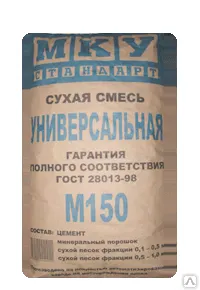 МКУ
СТАНДАРТ
СУХАЯ СМЕСЬ
УНИВЕРСАЛЬНАЯ
ГАРАНТИЯ
ПОЛНОГО СООТВЕТСТВИЯ
ГОСТ 28013-98
М150
СОСТАВ: ЦЕМЕНТ
минеральный порошок
сухой песок фракции 0,1 - 0,5
сухой песок фракции 0,5 - 1,0